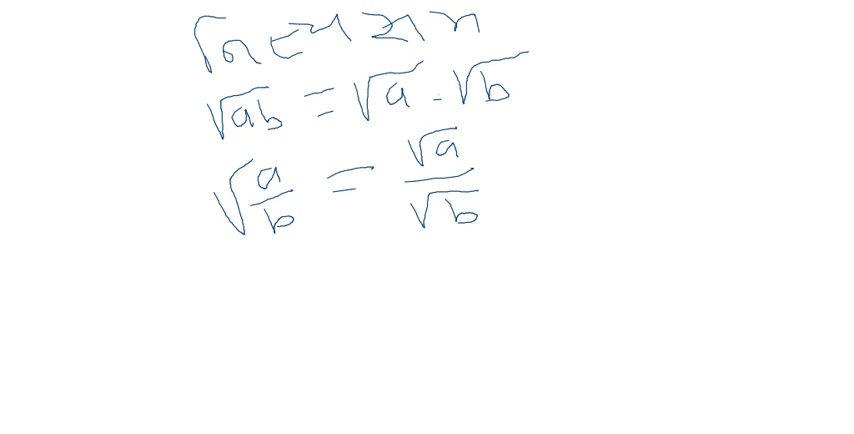 √ab = √a . √b
√a/b = √a/√b